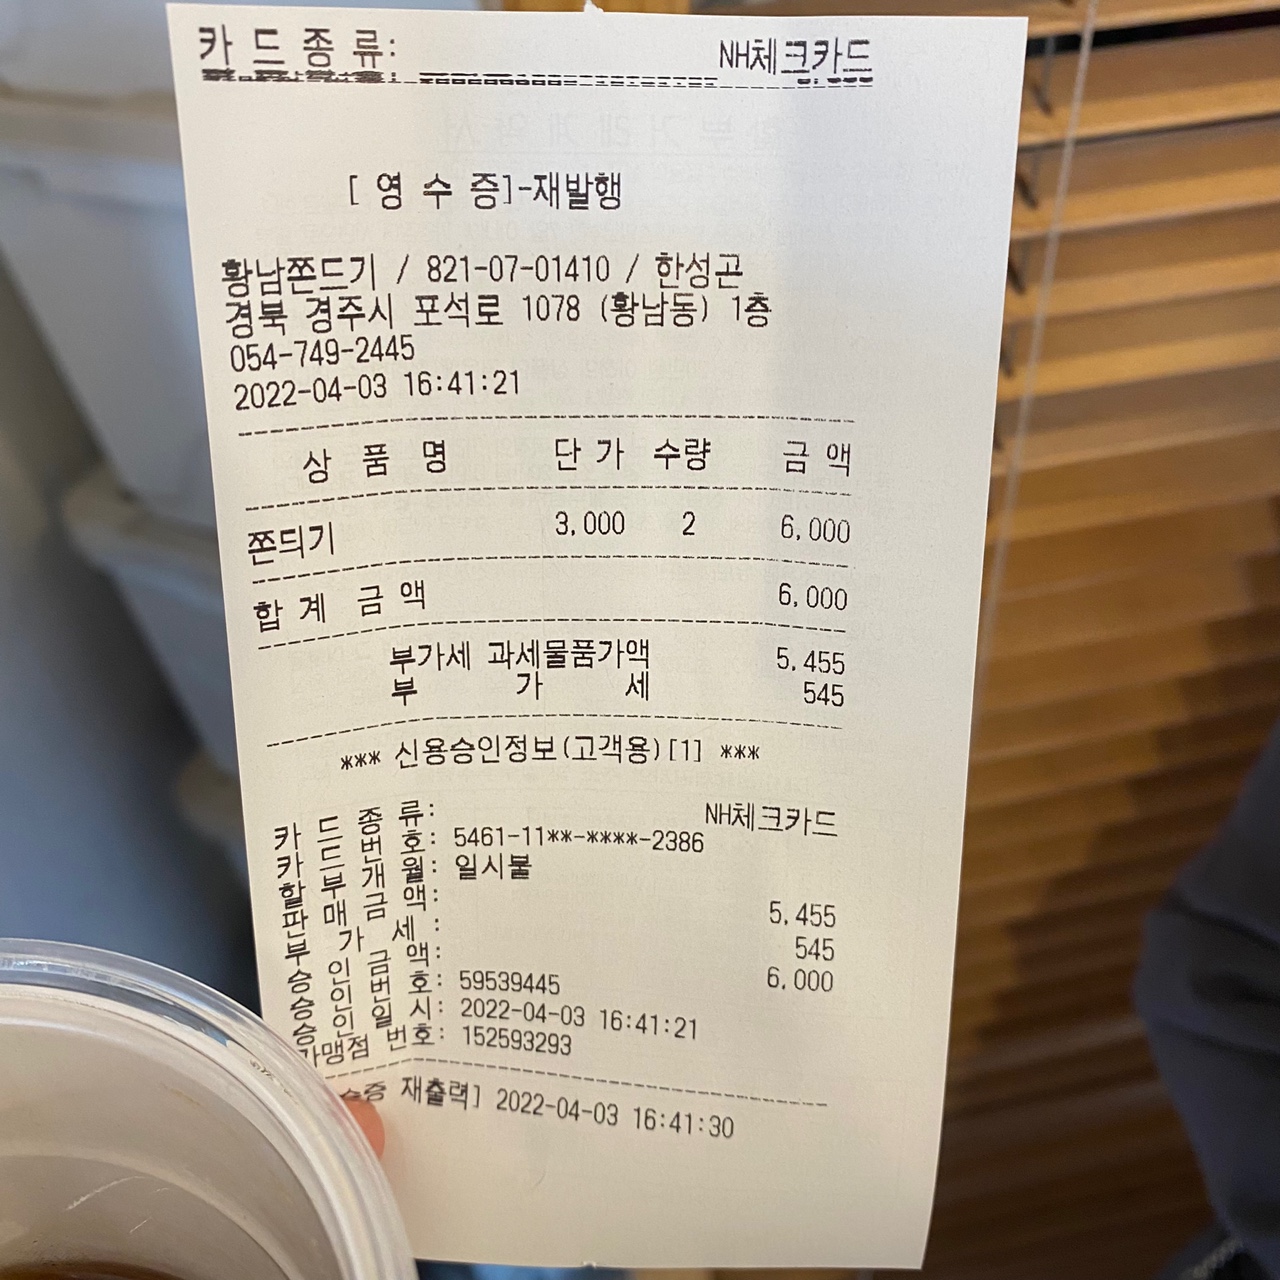 카 드 종 류: NH체크카드
[ 영 수 증]-재발행
황남쫀드기 / 821-07-01410 / 한성곤
경북 경주시 포석로 1078 (황남동) 1층
054-749-2445
2022-04-03 16:41:21
상 품 명 단 가 수량 금 액
쫀듸기 3,000 2 6,000
합 계 금 액 6,000
부가세 과세물품가액 5,455
부 가 세 545
*** 신용승인정보(고객용)[1] ***
카 드 종 류: NH체크카드
카 드 번 호: 5461-11**-****-2386
할 부 개 월: 일시불
판 매 금 액: 5,455
부 가 세 : 545
승 인 금 액: 6,000
승 인 번 호: 59539445
승 인 일 시: 2022-04-03 16:41:21
가맹점 번호: 152593293
재출력] 2022-04-03 16:41:30